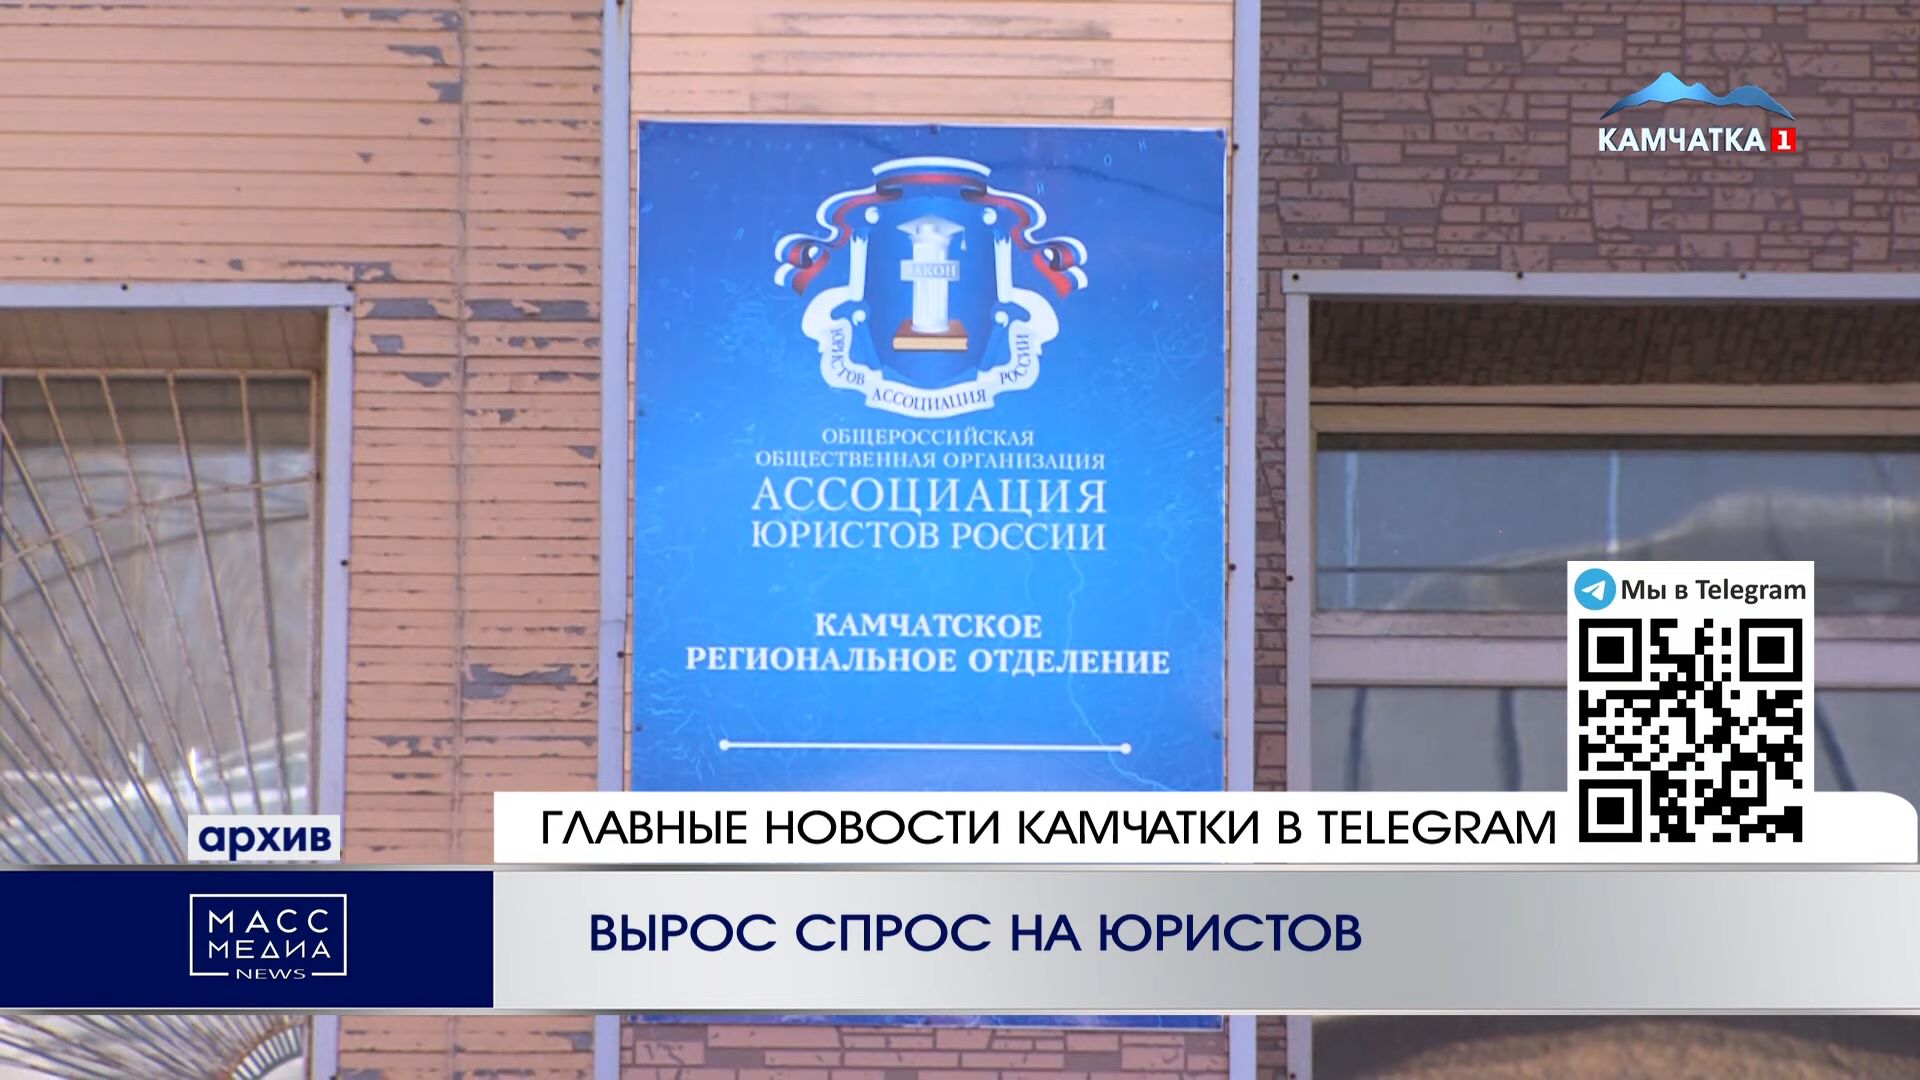 КАМЧАТКА 1
ЗАКОН
ЮРИСТОВ АССОЦИАЦИЯ РОССИИ
ОБЩЕРОССИЙСКАЯ
ОБЩЕСТВЕННАЯ ОРГАНИЗАЦИЯ
АССОЦИАЦИЯ
ЮРИСТОВ РОССИИ
КАМЧАТСКОЕ
РЕГИОНАЛЬНОЕ ОТДЕЛЕНИЕ
Мы в Telegram
ГЛАВНЫЕ НОВОСТИ КАМЧАТКИ В TELEGRAM
архив
МАСС
МЕДИА
NEWS
ВЫРОС СПРОС НА ЮРИСТОВ